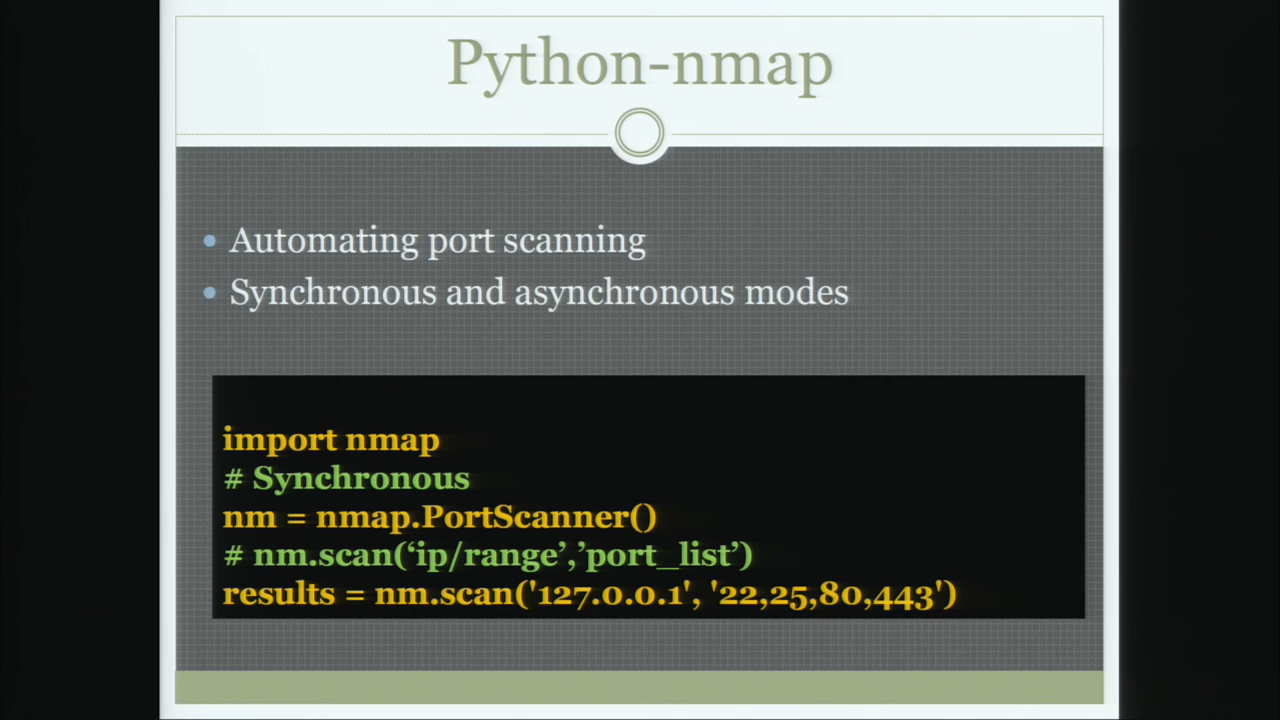 Python-nmap
• Automating port scanning
• Synchronous and asynchronous modes
import nmap
# Synchronous
nm = nmap.PortScanner()
# nm.scan(‘ip/range’,’port_list’)
results = nm.scan('127.0.0.1', '22,25,80,443')